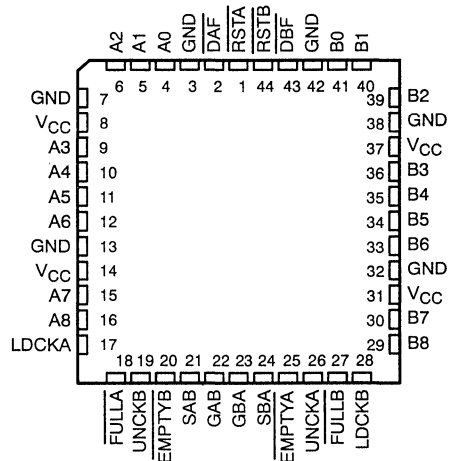 A2 A1 A0 GND DAF RSTA RSTB DBF GND B0 B1
6 5 4 3 2 1 44 43 42 41 40
GND 7 39 B2
VCC 8 38 GND
A3 9 37 VCC
A4 10 36 B3
A5 11 35 B4
A6 12 34 B5
GND 13 33 B6
VCC 14 32 GND
A7 15 31 VCC
A8 16 30 B7
LDCKA 17 29 B8
18 19 20 21 22 23 24 25 26 27 28
FULLA UNCKB EMPTYB SAB GAB GBA SBA EMPTYA UNCKA FULLB LDCKB